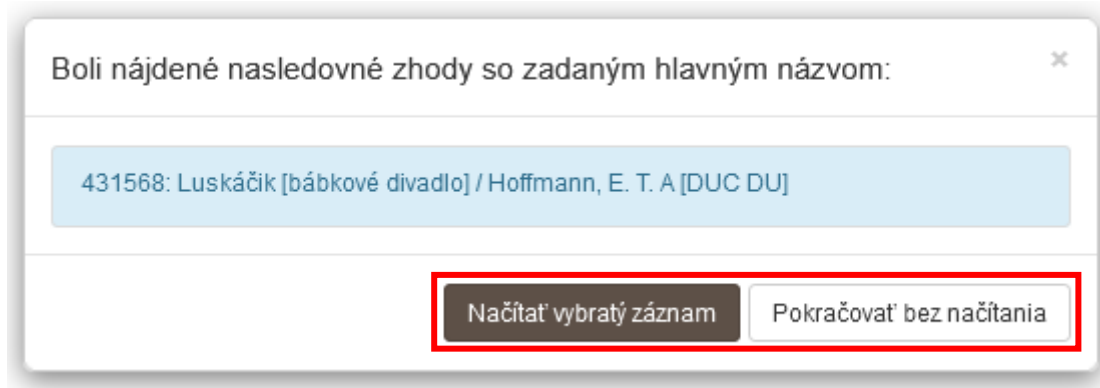 Boli nájdené nasledovné zhody so zadaným hlavným názvom:
×
431568: Luskáčik [bábkové divadlo] / Hoffmann, E. T. A [DUC DU]
Načítať vybratý záznam
Pokračovať bez načítania